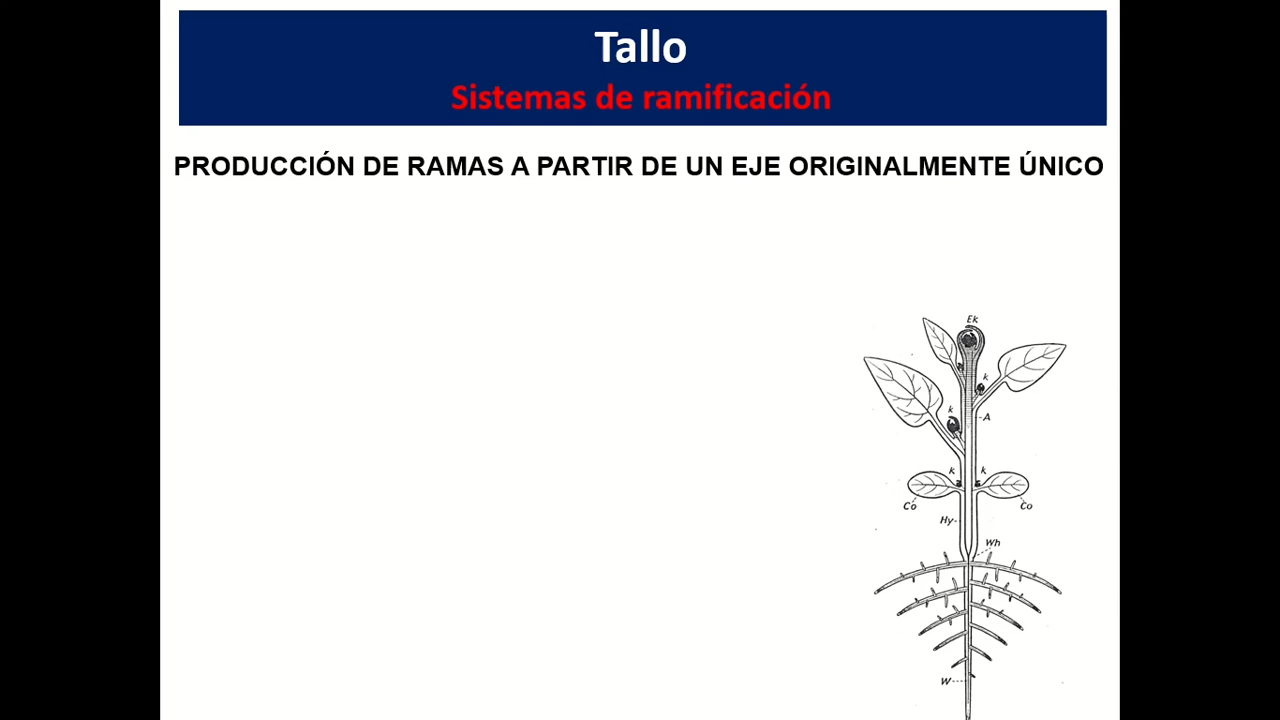 Tallo
Sistemas de ramificación
PRODUCCIÓN DE RAMAS A PARTIR DE UN EJE ORIGINALMENTE ÚNICO
Ek
k
k
A
k k
Co Co
Hy
Wh
W